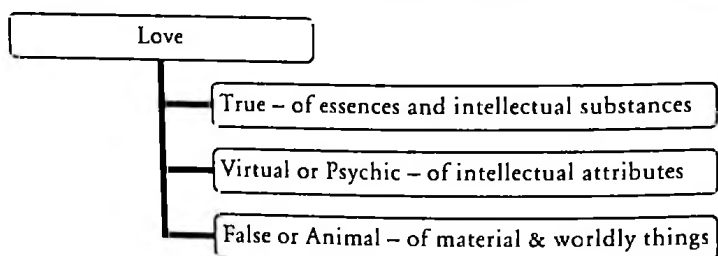 Love
True – of essences and intellectual substances
Virtual or Psychic – of intellectual attributes
False or Animal – of material & worldly things